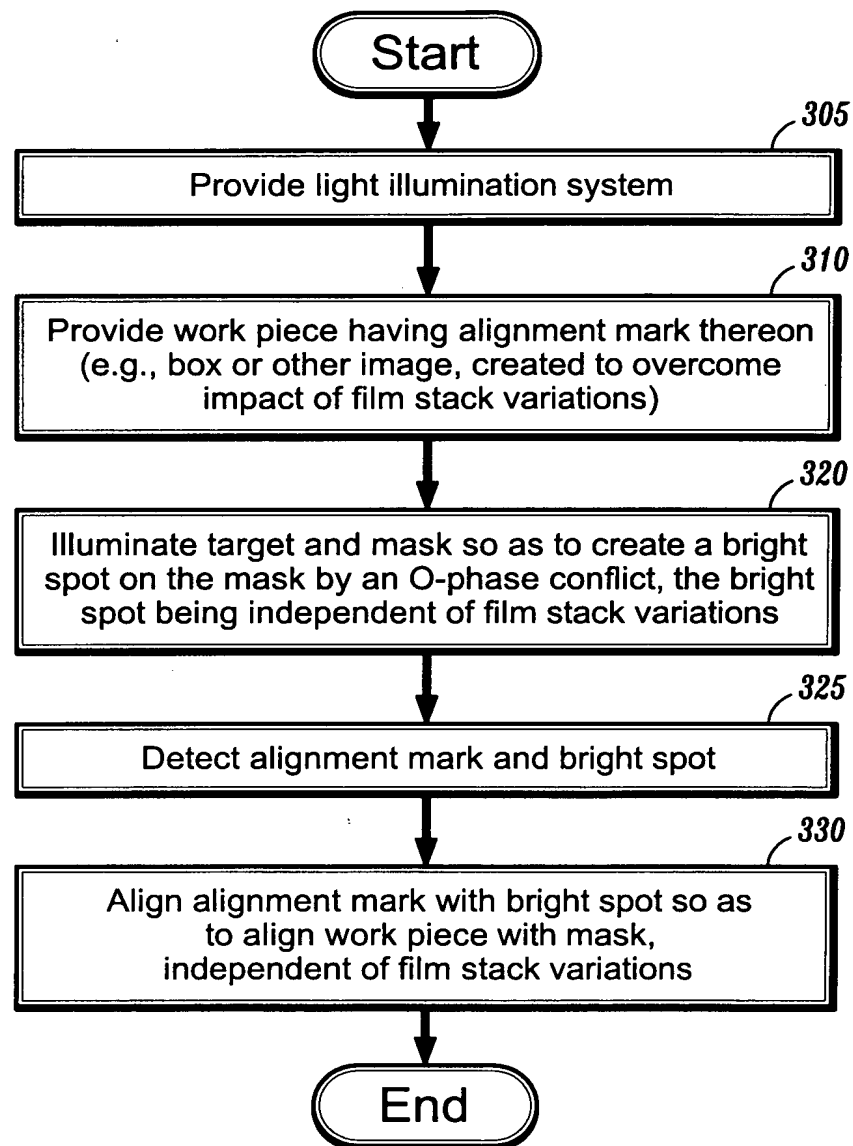 Start
305
Provide light illumination system
310
Provide work piece having alignment mark thereon
(e.g., box or other image, created to overcome
impact of film stack variations)
320
Illuminate target and mask so as to create a bright
spot on the mask by an O-phase conflict, the bright
spot being independent of film stack variations
325
Detect alignment mark and bright spot
330
Align alignment mark with bright spot so as
to align work piece with mask,
independent of film stack variations
End